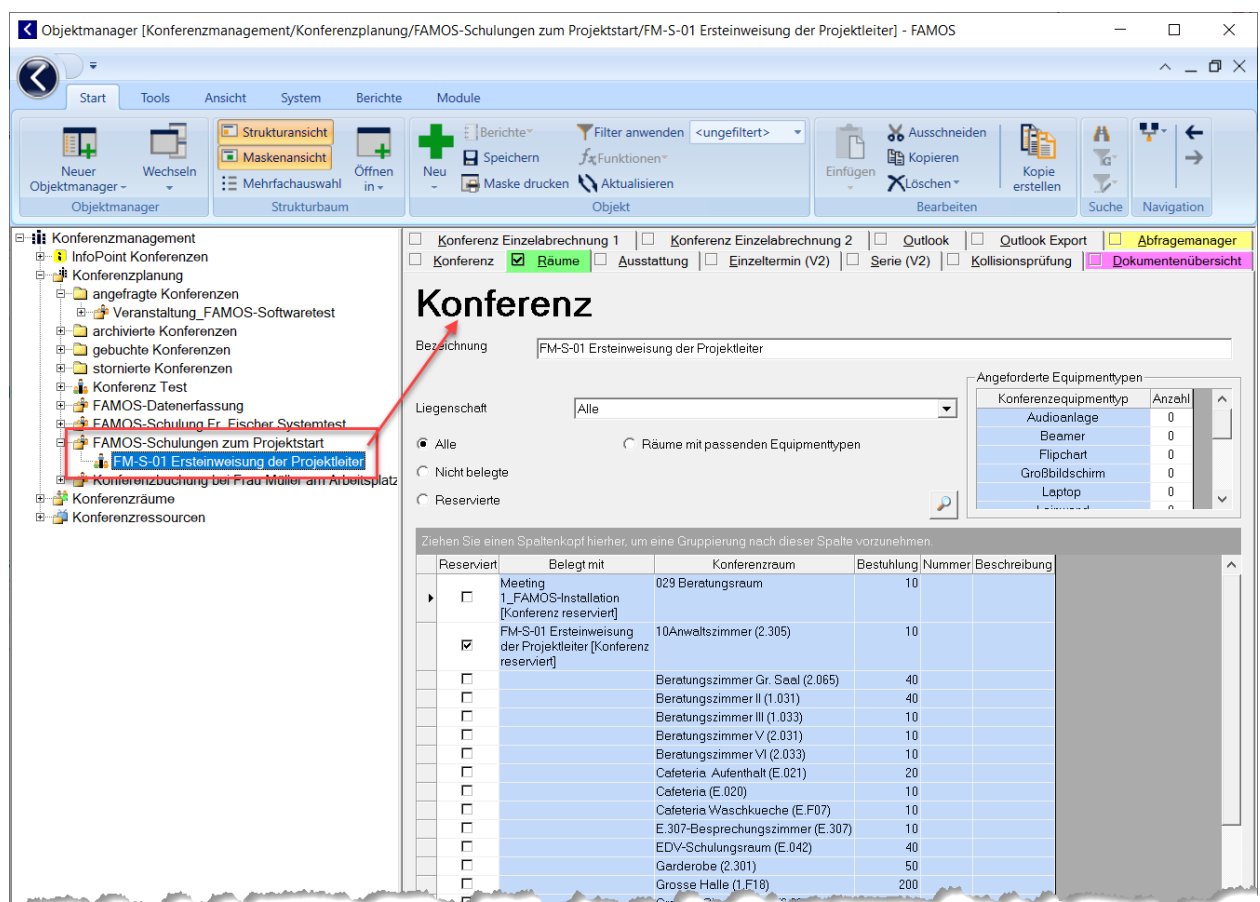 Objektmanager [Konferenzmanagement/Konferenzplanung/FAMOS-Schulungen zum Projektstart/FM-S-01 Ersteinweisung der Projektleiter] - FAMOS
Start Tools Ansicht System Berichte Module
Neuer Objektmanager
Wechseln
Objektmanager
Strukturansicht
Maskenansicht
Mehrfachauswahl
Öffnen in
Strukturbaum
Neu
Berichte
Speichern
Maske drucken
Filter anwenden <ungefiltert>
Funktionen
Aktualisieren
Objekt
Einfügen
Ausschneiden
Kopieren
Löschen
Kopie erstellen
Bearbeiten
Suche
Navigation
Konferenzmanagement
InfoPoint Konferenzen
Konferenzplanung
angefragte Konferenzen
Veranstaltung_FAMOS-Softwaretest
archivierte Konferenzen
gebuchte Konferenzen
stornierte Konferenzen
Konferenz Test
FAMOS-Datenerfassung
FAMOS-Schulung Fr. Fischer Systemtest
FAMOS-Schulungen zum Projektstart
FM-S-01 Ersteinweisung der Projektleiter
Konferenzbuchung bei Frau Müller am Arbeitsplatz
Konferenzräume
Konferenzressourcen
Konferenz Einzelabrechnung 1 Konferenz Einzelabrechnung 2 Outlook Outlook Export Abfragemanager
Konferenz Räume Ausstattung Einzeltermin (V2) Serie (V2) Kollisionsprüfung Dokumentenübersicht
Konferenz
Bezeichnung FM-S-01 Ersteinweisung der Projektleiter
Liegenschaft Alle
Alle Räume mit passenden Equipmenttypen
Nicht belegte
Reservierte
Angeforderte Equipmenttypen
Konferenzequipmenttyp Anzahl
Audioanlage 0
Beamer 0
Flipchart 0
Großbildschirm 0
Laptop 0
Ziehen Sie einen Spaltenkopf hierher, um eine Gruppierung nach dieser Spalte vorzunehmen.
Reserviert Belegt mit Konferenzraum Bestuhlung Nummer Beschreibung
Meeting 029 Beratungsraum 10
1_FAMOS-Installation
[Konferenz reserviert]
FM-S-01 Ersteinweisung 10Anwaltszimmer (2.305) 10
der Projektleiter [Konferenz
reserviert]
Beratungszimmer Gr. Saal (2.065) 40
Beratungszimmer II (1.031) 40
Beratungszimmer III (1.033) 10
Beratungszimmer V (2.031) 10
Beratungszimmer VI (2.033) 10
Cafeteria Aufenthalt (E.021) 20
Cafeteria (E.020) 10
Cafeteria Waschkueche (E.F07) 10
E.307-Besprechungszimmer (E.307) 10
EDV-Schulungsraum (E.042) 40
Garderobe (2.301) 50
Grosse Halle (1.F18) 200